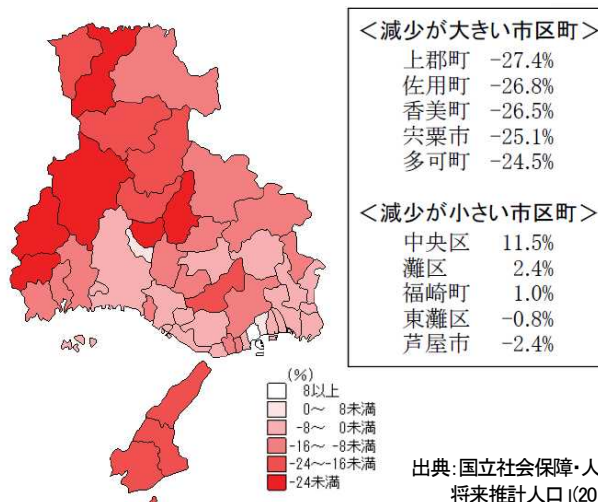 ＜減少が大きい市区町＞
上郡町 -27.4%
佐用町 -26.8%
香美町 -26.5%
宍粟市 -25.1%
多可町 -24.5%
＜減少が小さい市区町＞
中央区 11.5%
灘区 2.4%
福崎町 1.0%
東灘区 -0.8%
芦屋市 -2.4%
(%)
8以上
0～ 8未満
-8～ 0未満
-16～ -8未満
-24～-16未満
-24未満
出典：国立社会保障・人
将来推計人口」(20